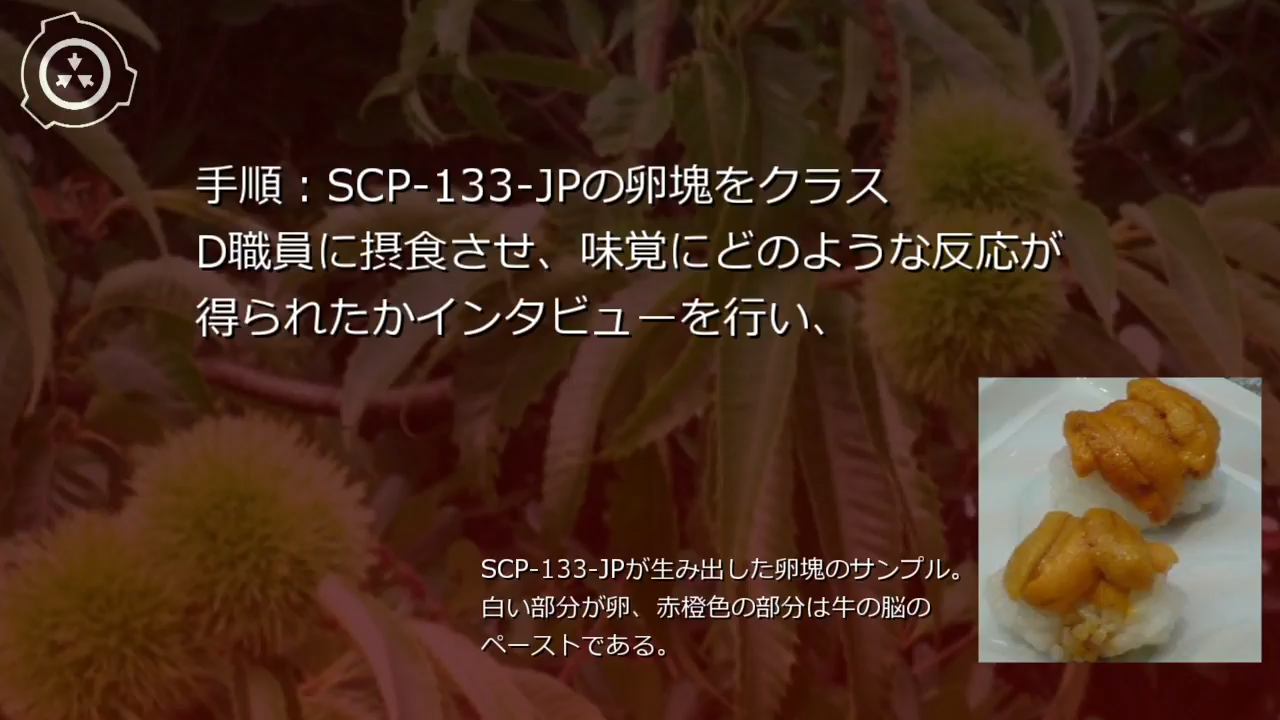 手順：SCP-133-JPの卵塊をクラス
D職員に摂食させ、味覚にどのような反応が
得られたかインタビューを行い、
SCP-133-JPが生み出した卵塊のサンプル。
白い部分が卵、赤橙色の部分は牛の脳の
ペーストである。